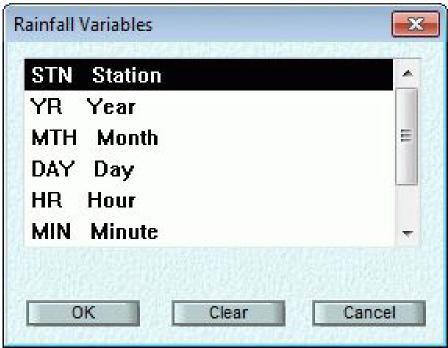 Rainfall Variables
STN Station
YR Year
MTH Month
DAY Day
HR Hour
MIN Minute
OK Clear Cancel